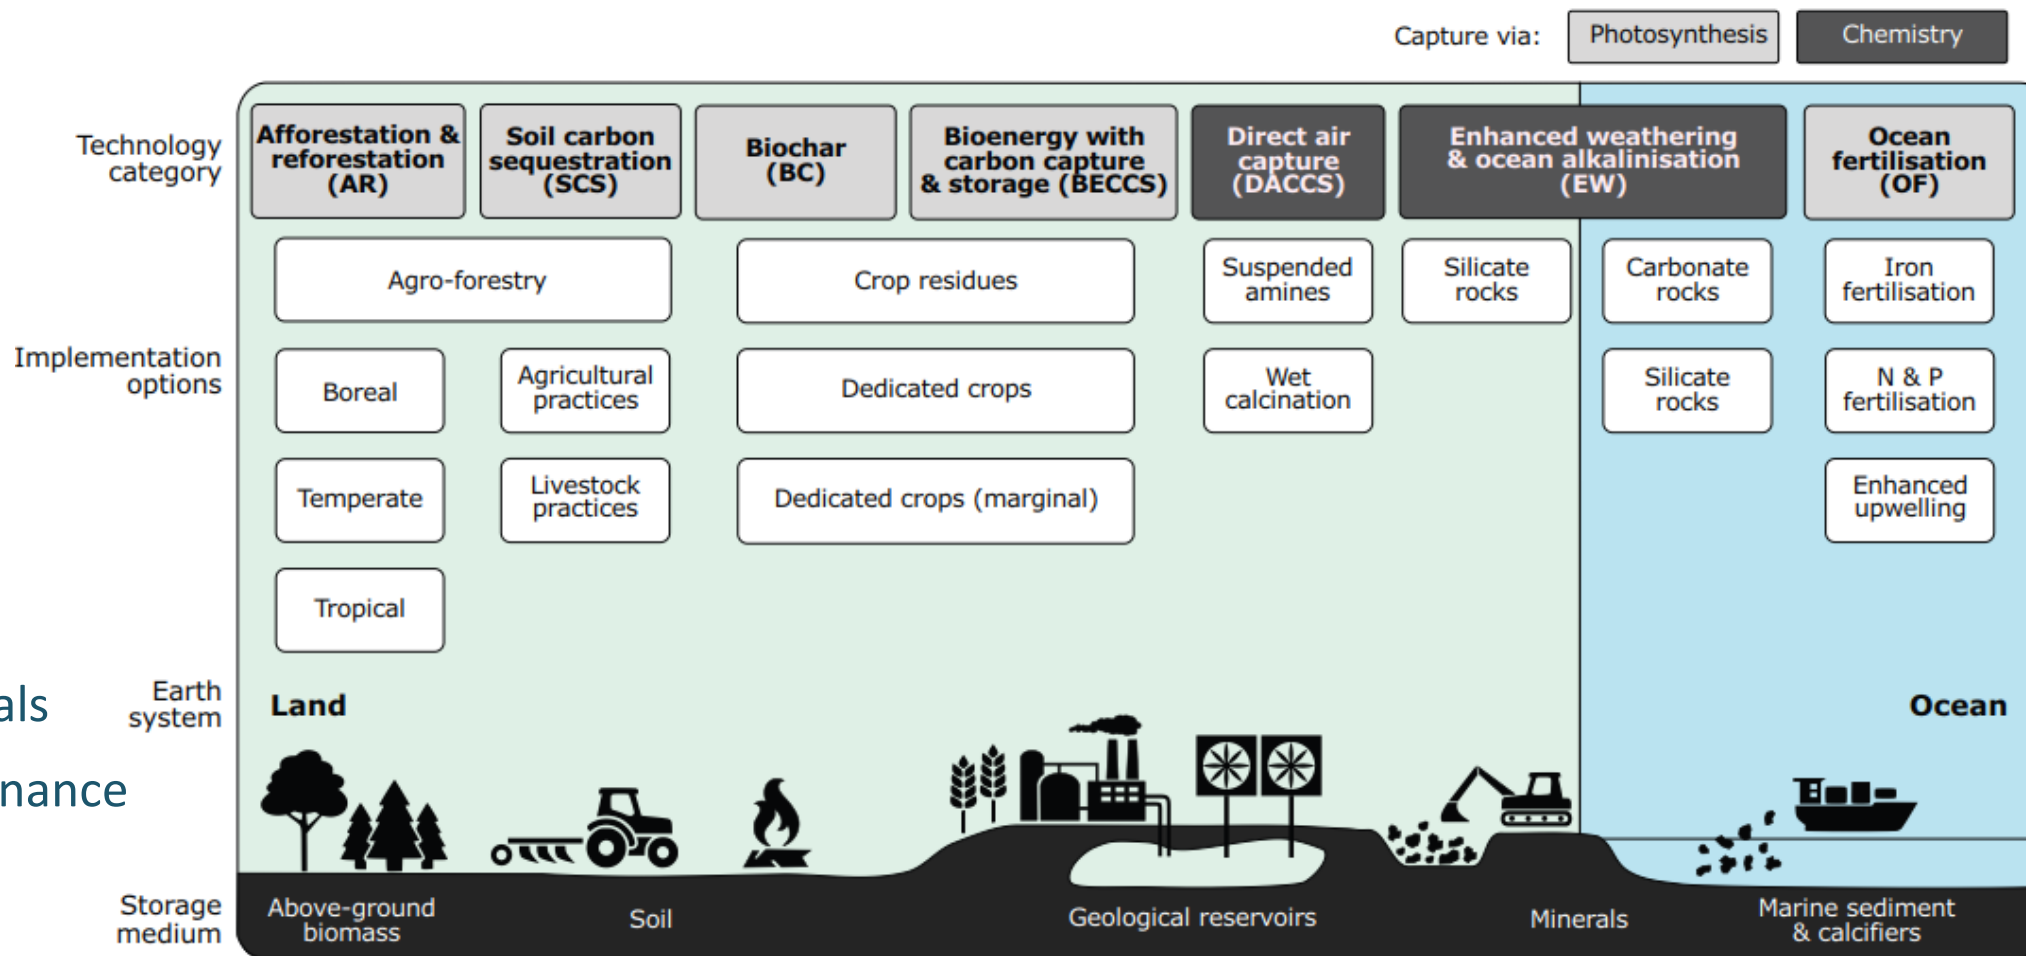 Capture via:
Photosynthesis
Chemistry
Technology
category
Afforestation &
reforestation
(AR)
Soil carbon
sequestration
(SCS)
Biochar
(BC)
Bioenergy with
carbon capture
& storage (BECCS)
Direct air
capture
(DACCS)
Enhanced weathering
& ocean alkalinisation
(EW)
Ocean
fertilisation
(OF)
Implementation
options
Agro-forestry
Crop residues
Suspended
amines
Silicate
rocks
Carbonate
rocks
Iron
fertilisation
Boreal
Agricultural
practices
Dedicated crops
Wet
calcination
Silicate
rocks
N & P
fertilisation
Temperate
Livestock
practices
Dedicated crops (marginal)
Enhanced
upwelling
Tropical
als
Earth
system
Land
Ocean
nance
Storage
medium
Above-ground
biomass
Soil
Geological reservoirs
Minerals
Marine sediment
& calcifiers